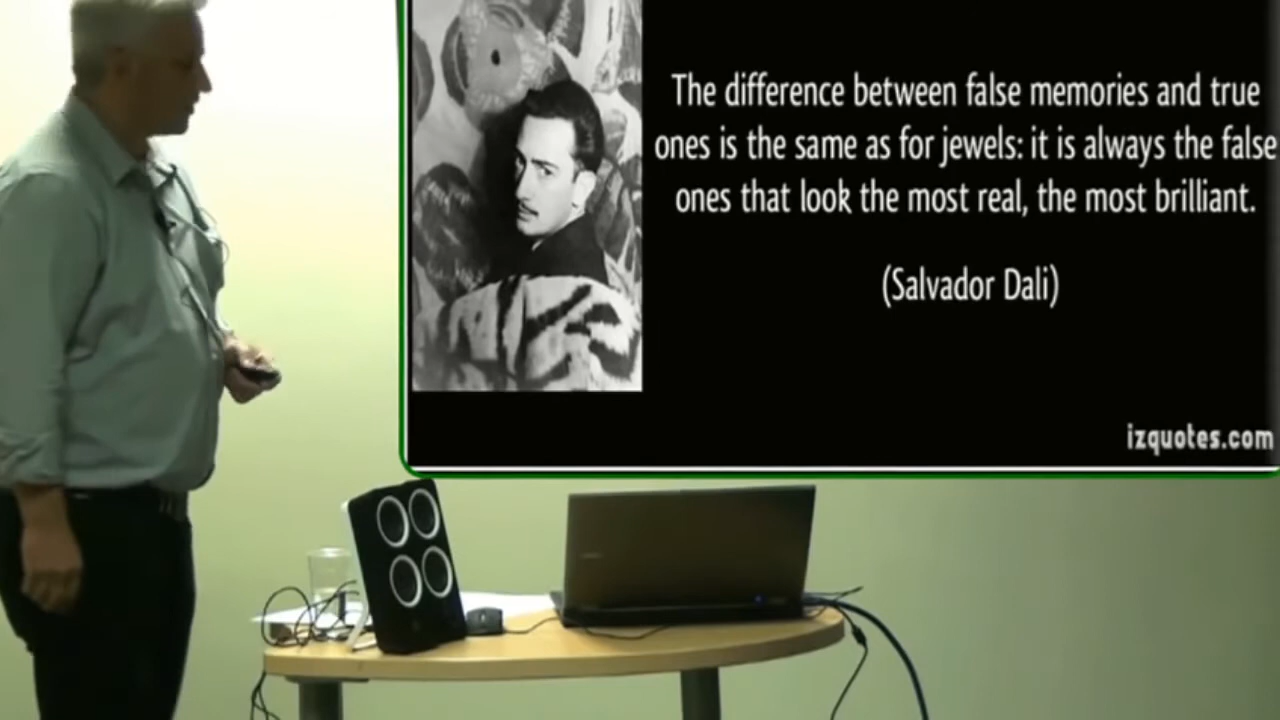 The difference between false memories and true
ones is the same as for jewels: it is always the false
ones that look the most real, the most brilliant.
(Salvador Dali)
izquotes.com